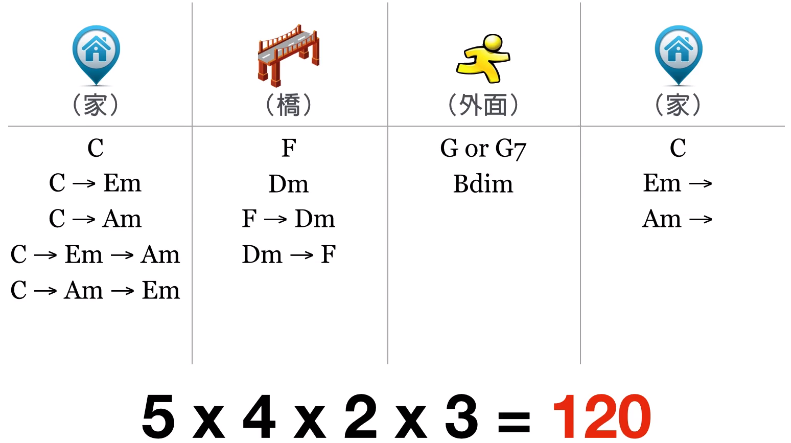 （家） （橋） （外面） （家）
C F G or G7 C
C → Em Dm Bdim Em →
C → Am F → Dm Am →
C → Em → Am Dm → F
C → Am → Em
5 x 4 x 2 x 3 = 120